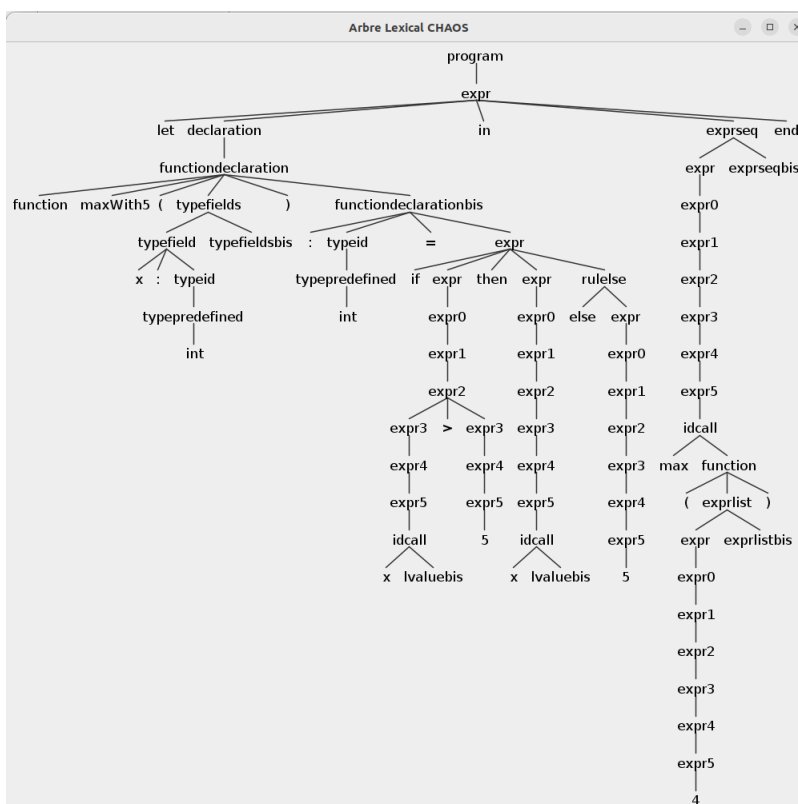 Arbre Lexical CHAOS
program
expr
let declaration in exprseq end
functiondeclaration expr exprseqbis
function maxWith5 ( typefields ) functiondeclarationbis expr0
typefield typefieldsbis : typeid = expr expr1
x : typeid typepredefined if expr then expr rulelse expr2
typepredefined int expr0 expr0 else expr expr3
int expr1 expr1 expr0 expr4
expr2 expr2 expr1 expr5
expr3 > expr3 expr3 expr2 idcall
expr4 expr4 expr4 expr3 max function
expr5 expr5 expr5 expr4 ( exprlist )
idcall 5 idcall expr5 expr exprlistbis
x lvaluebis x lvaluebis 5 expr0
expr1
expr2
expr3
expr4
expr5
4